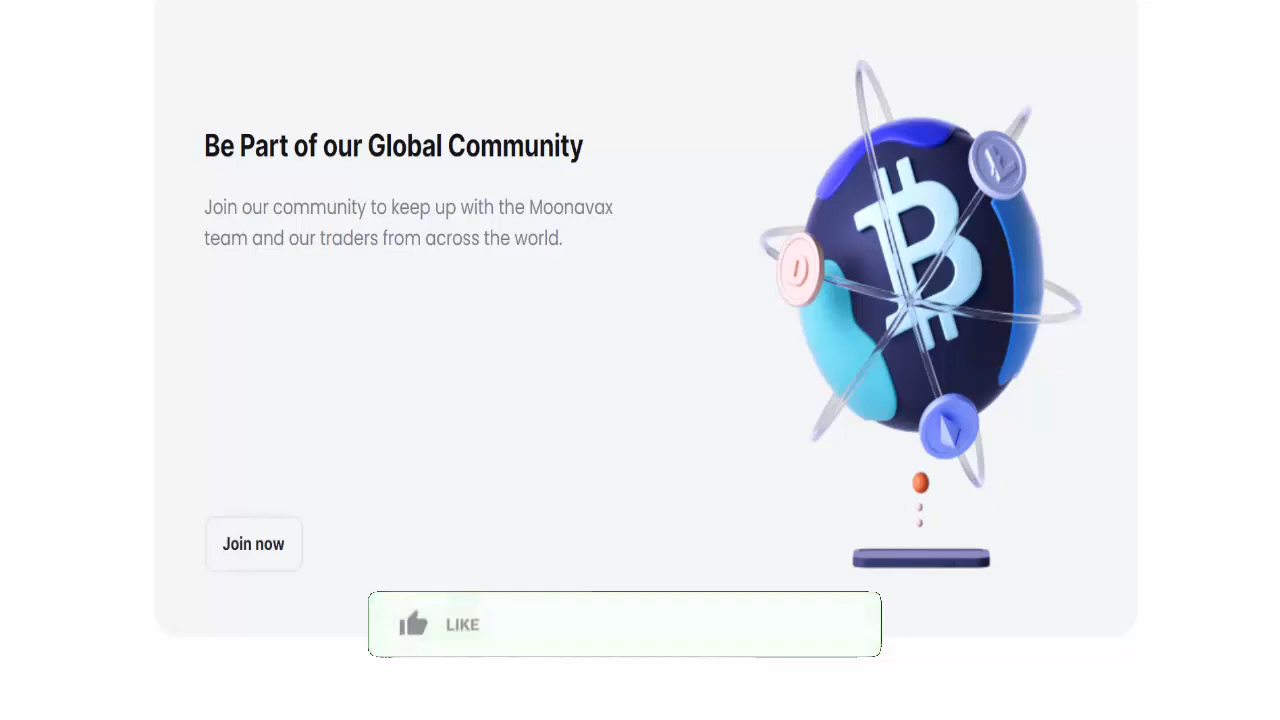 Be Part of our Global Community
Join our community to keep up with the Moonavax
team and our traders from across the world.
Join now
LIKE